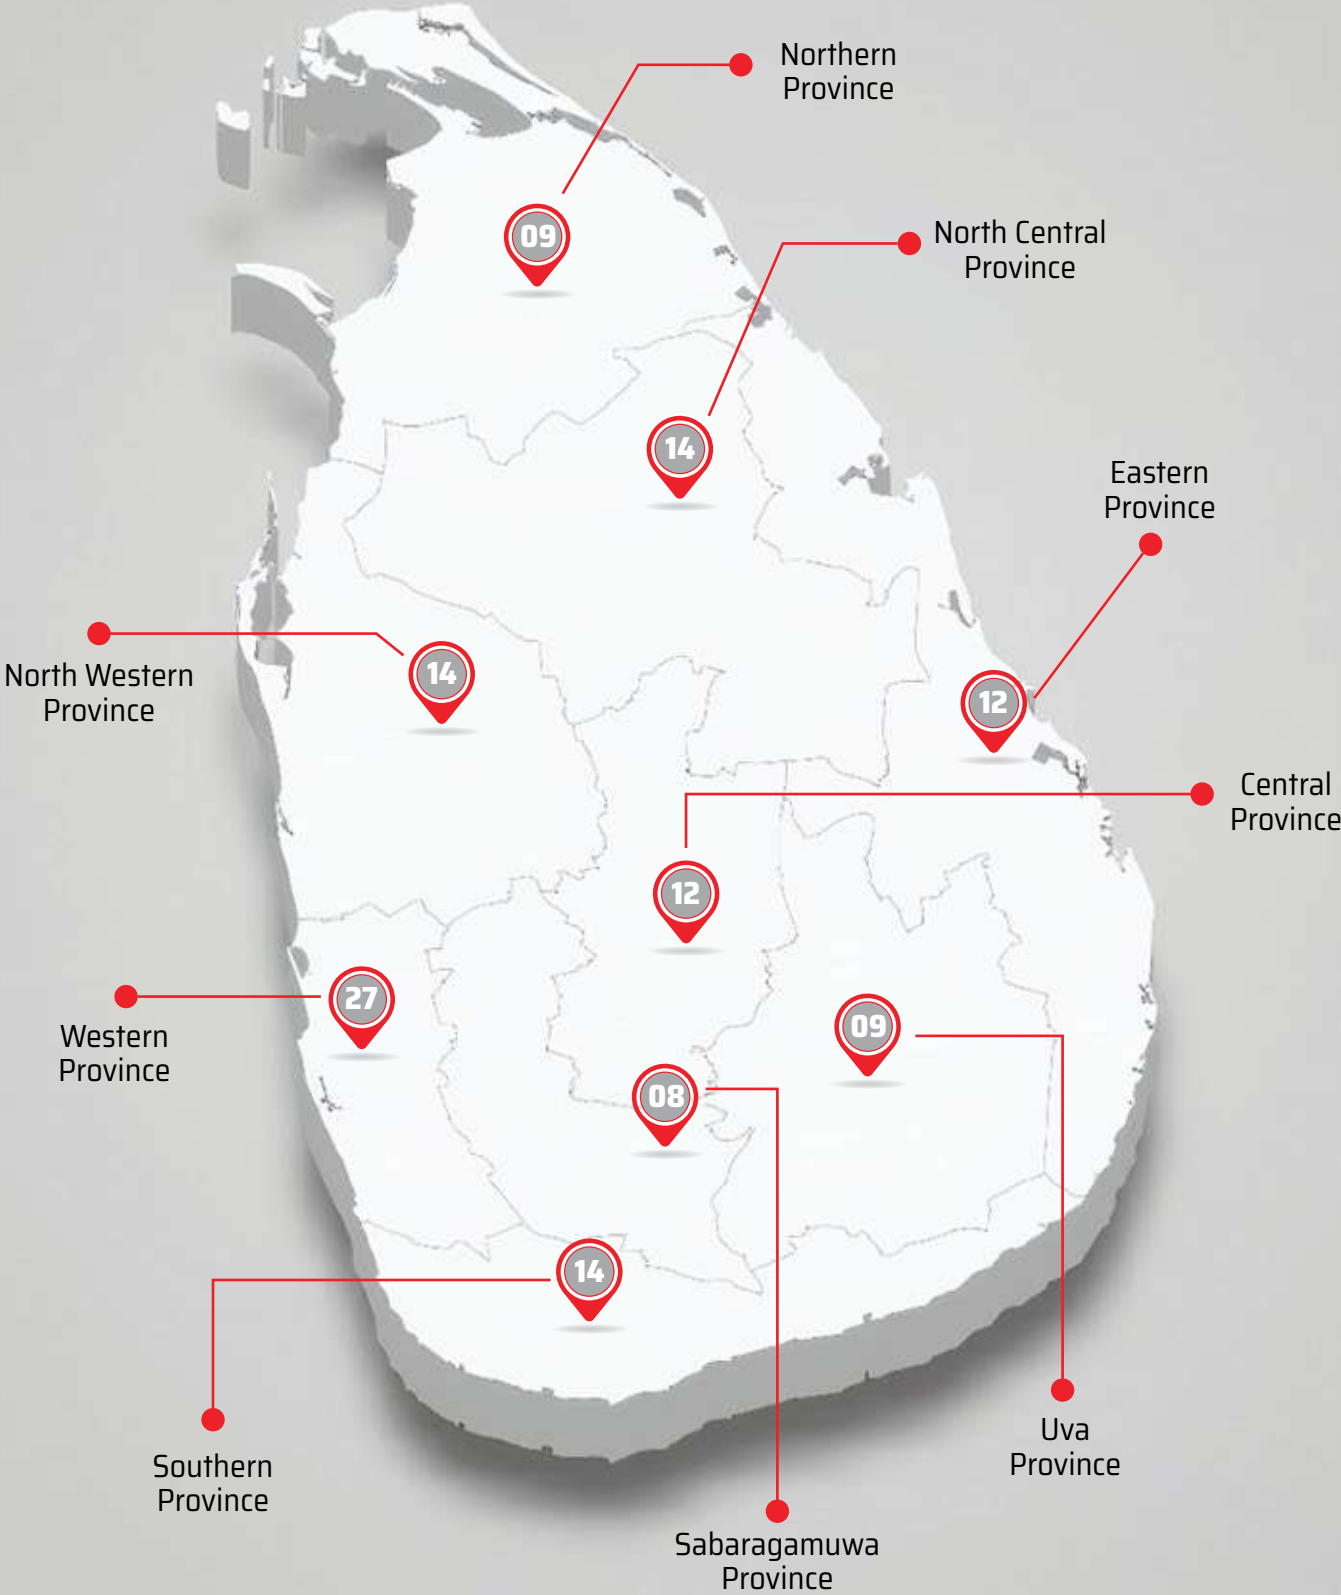 Northern
Province
09
North Central
Province
14
Eastern
Province
12
North Western
Province
14
Central
Province
12
Western
Province
27
09
08
14
Uva
Province
Southern
Province
Sabaragamuwa
Province